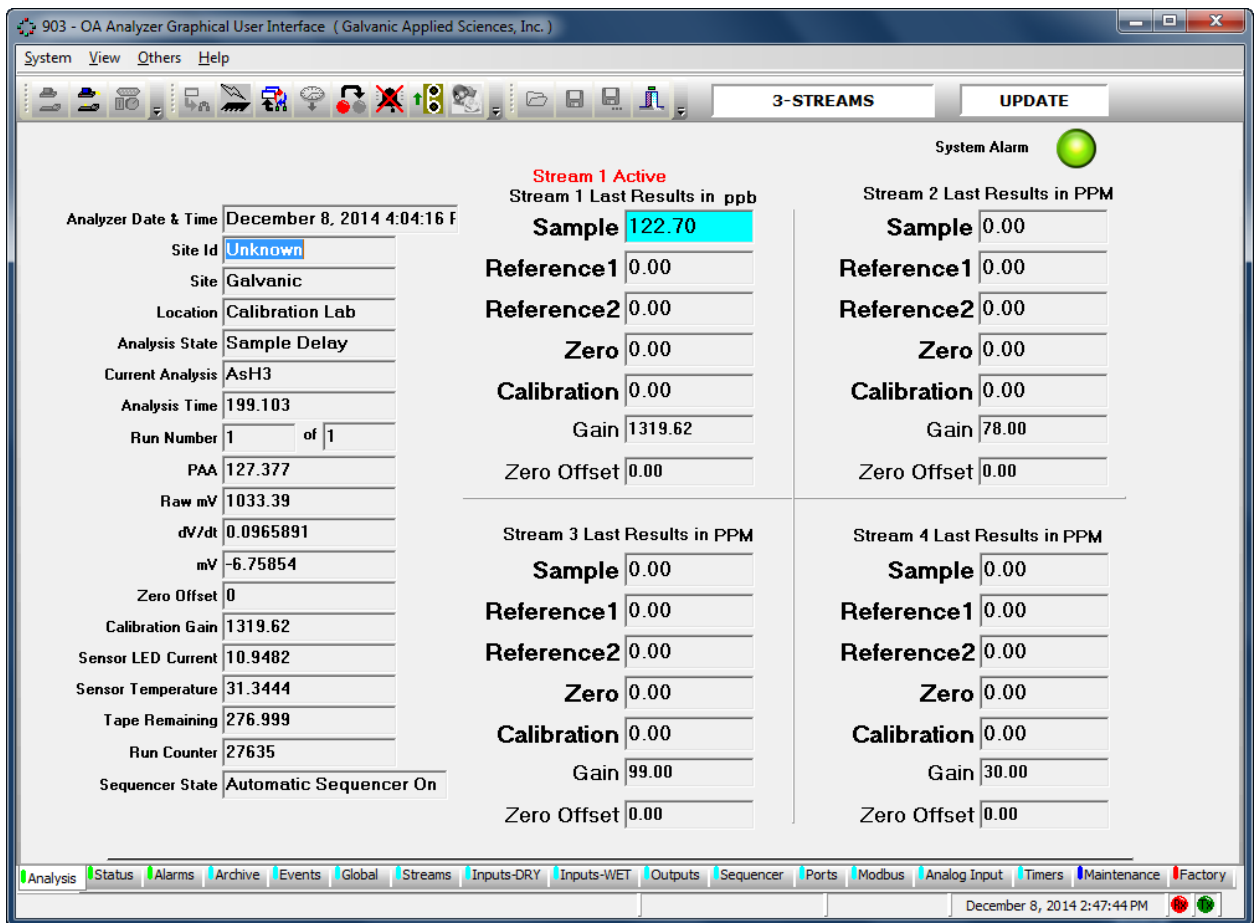 903 - OA Analyzer Graphical User Interface ( Galvanic Applied Sciences, Inc. )
System View Others Help
3-STREAMS UPDATE
System Alarm
Analyzer Date & Time December 8, 2014 4:04:16 P
Site Id Unknown
Site Galvanic
Location Calibration Lab
Analysis State Sample Delay
Current Analysis AsH3
Analysis Time 199.103
Run Number 1 of 1
PAA 127.377
Raw mV 1033.39
dV/dt 0.0965891
mV -6.75854
Zero Offset 0
Calibration Gain 1319.62
Sensor LED Current 10.9482
Sensor Temperature 31.3444
Tape Remaining 276.999
Run Counter 27635
Sequencer State Automatic Sequencer On
Stream 1 Active
Stream 1 Last Results in ppb
Sample 122.70
Reference1 0.00
Reference2 0.00
Zero 0.00
Calibration 0.00
Gain 1319.62
Zero Offset 0.00
Stream 2 Last Results in PPM
Sample 0.00
Reference1 0.00
Reference2 0.00
Zero 0.00
Calibration 0.00
Gain 78.00
Zero Offset 0.00
Stream 3 Last Results in PPM
Sample 0.00
Reference1 0.00
Reference2 0.00
Zero 0.00
Calibration 0.00
Gain 99.00
Zero Offset 0.00
Stream 4 Last Results in PPM
Sample 0.00
Reference1 0.00
Reference2 0.00
Zero 0.00
Calibration 0.00
Gain 30.00
Zero Offset 0.00
Analysis Status Alarms Archive Events Global Streams Inputs-DRY Inputs-WET Outputs Sequencer Ports Modbus Analog Input Timers Maintenance Factory
December 8, 2014 2:47:44 PM Rx Tx